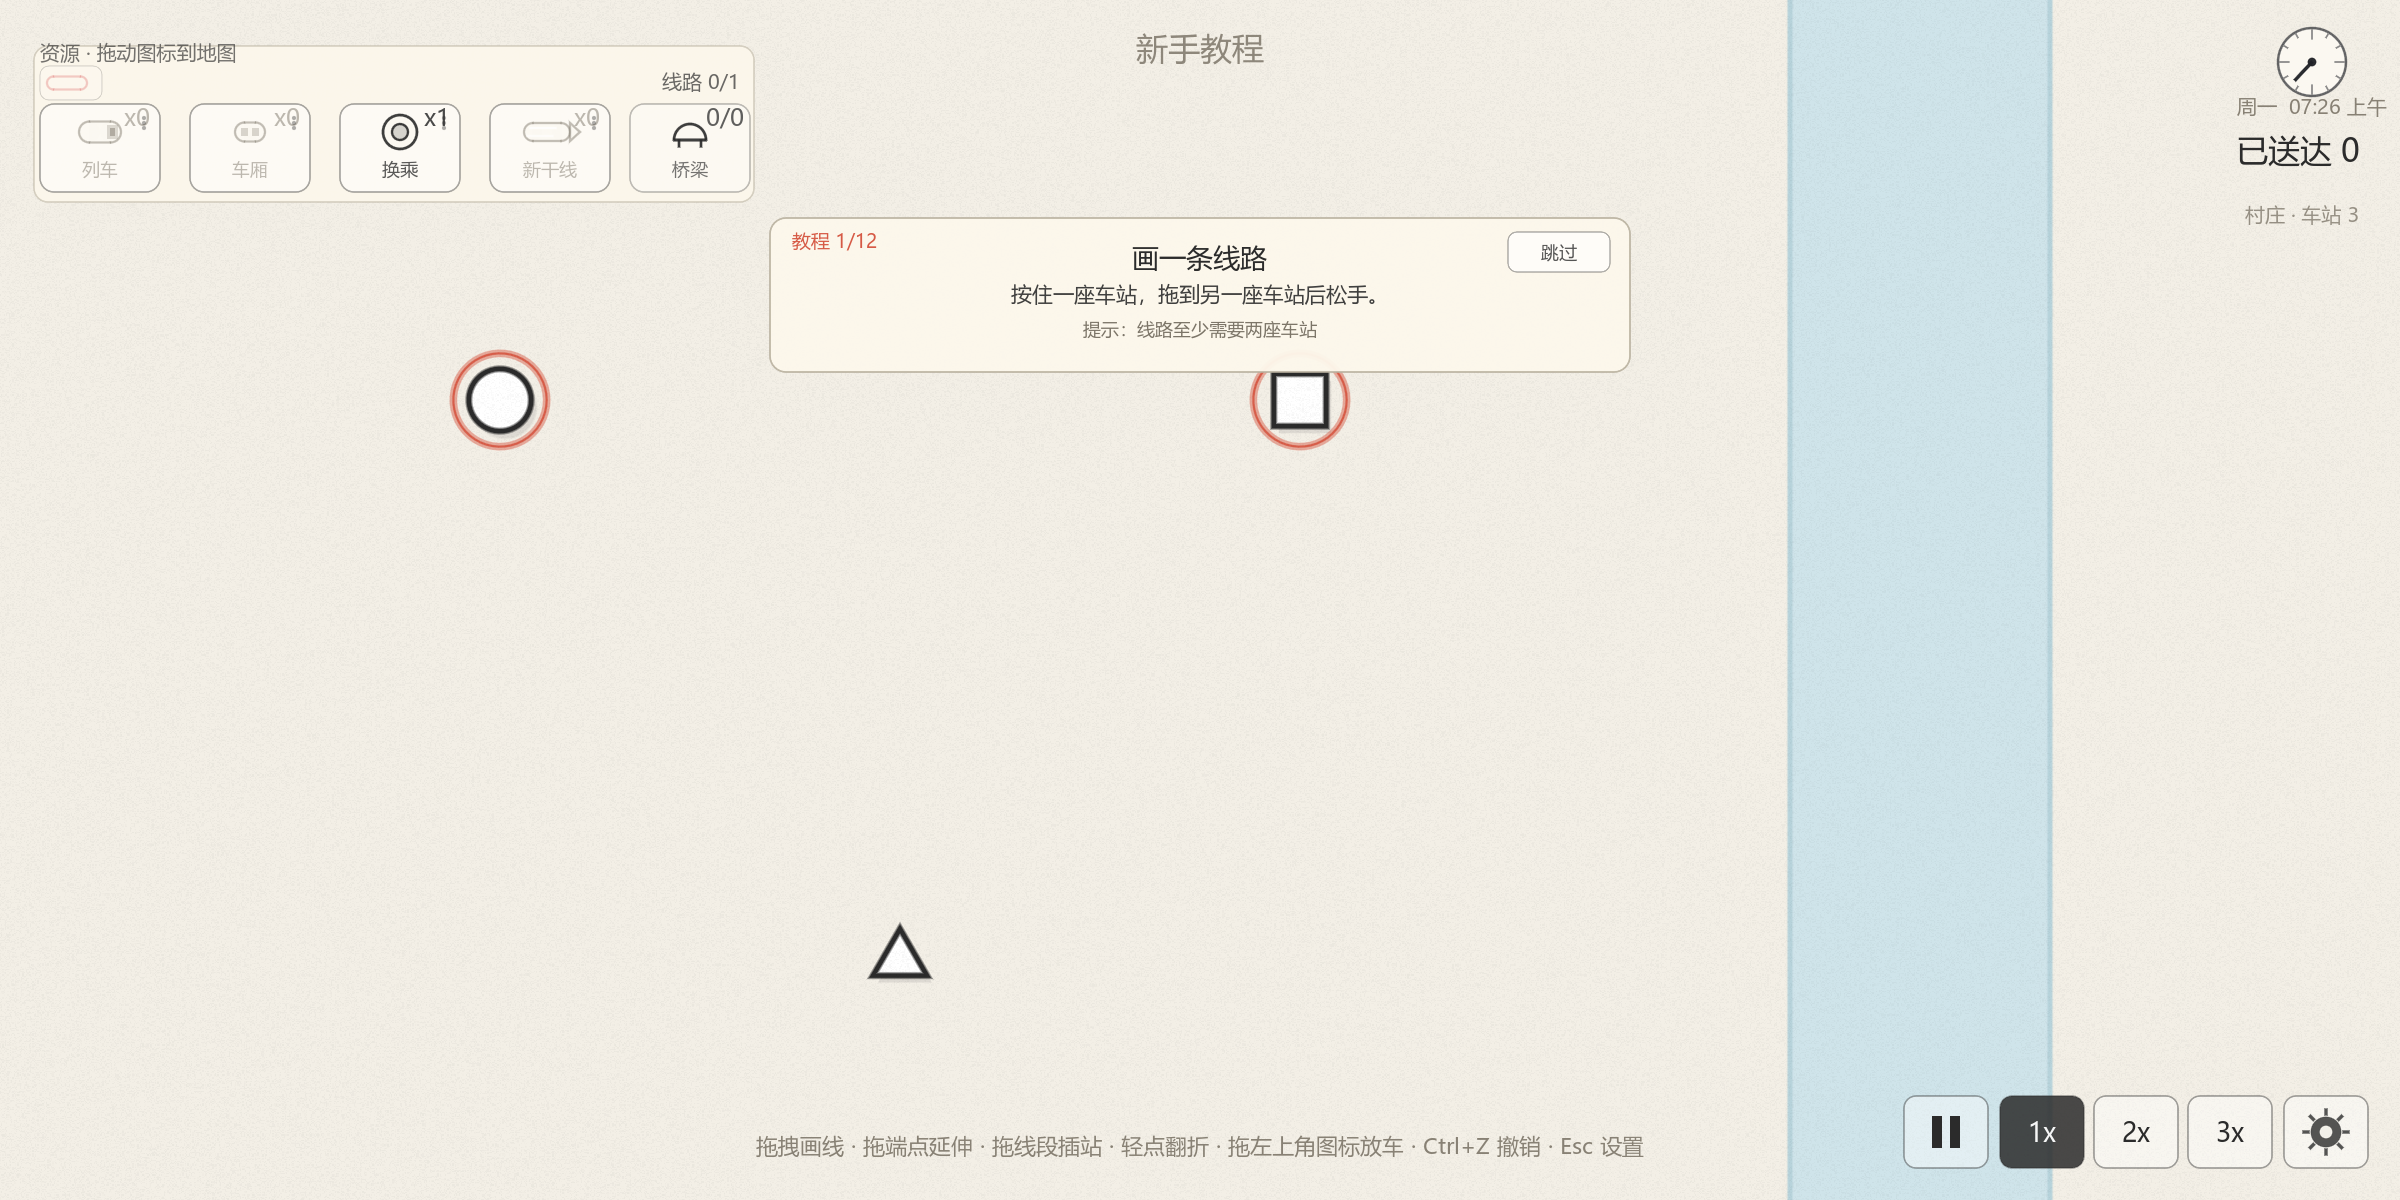 资源 · 拖动图标到地图
线路 0/1
x0
列车
x0
车厢
x1
换乘
x0
新干线
0/0
桥梁
新手教程
周一 07:26 上午
已送达 0
村庄 · 车站 3
教程 1/12
画一条线路
跳过
按住一座车站，拖到另一座车站后松手。
提示：线路至少需要两座车站
拖拽画线 · 拖端点延伸 · 拖线段插站 · 轻点翻折 · 拖左上角图标放车 · Ctrl+Z 撤销 · Esc 设置
1x
2x
3x